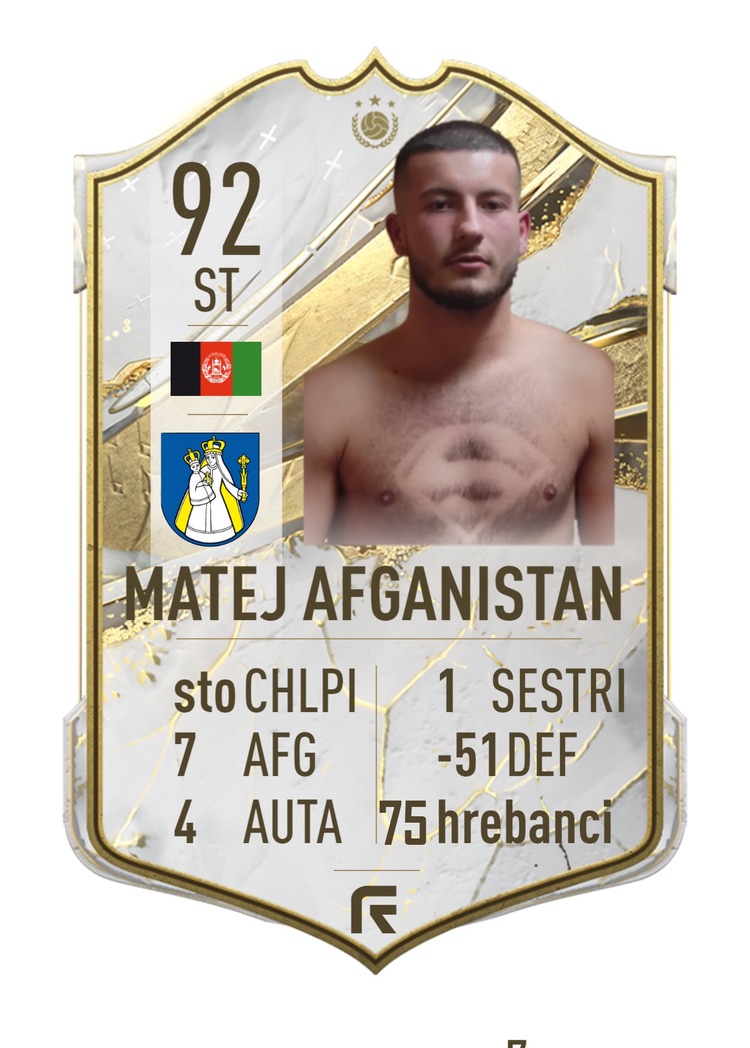 92
ST
MATEJ AFGANISTAN
sto CHLPI
7 AFG
4 AUTA
1 SESTRI
-51 DEF
75 hrebanci